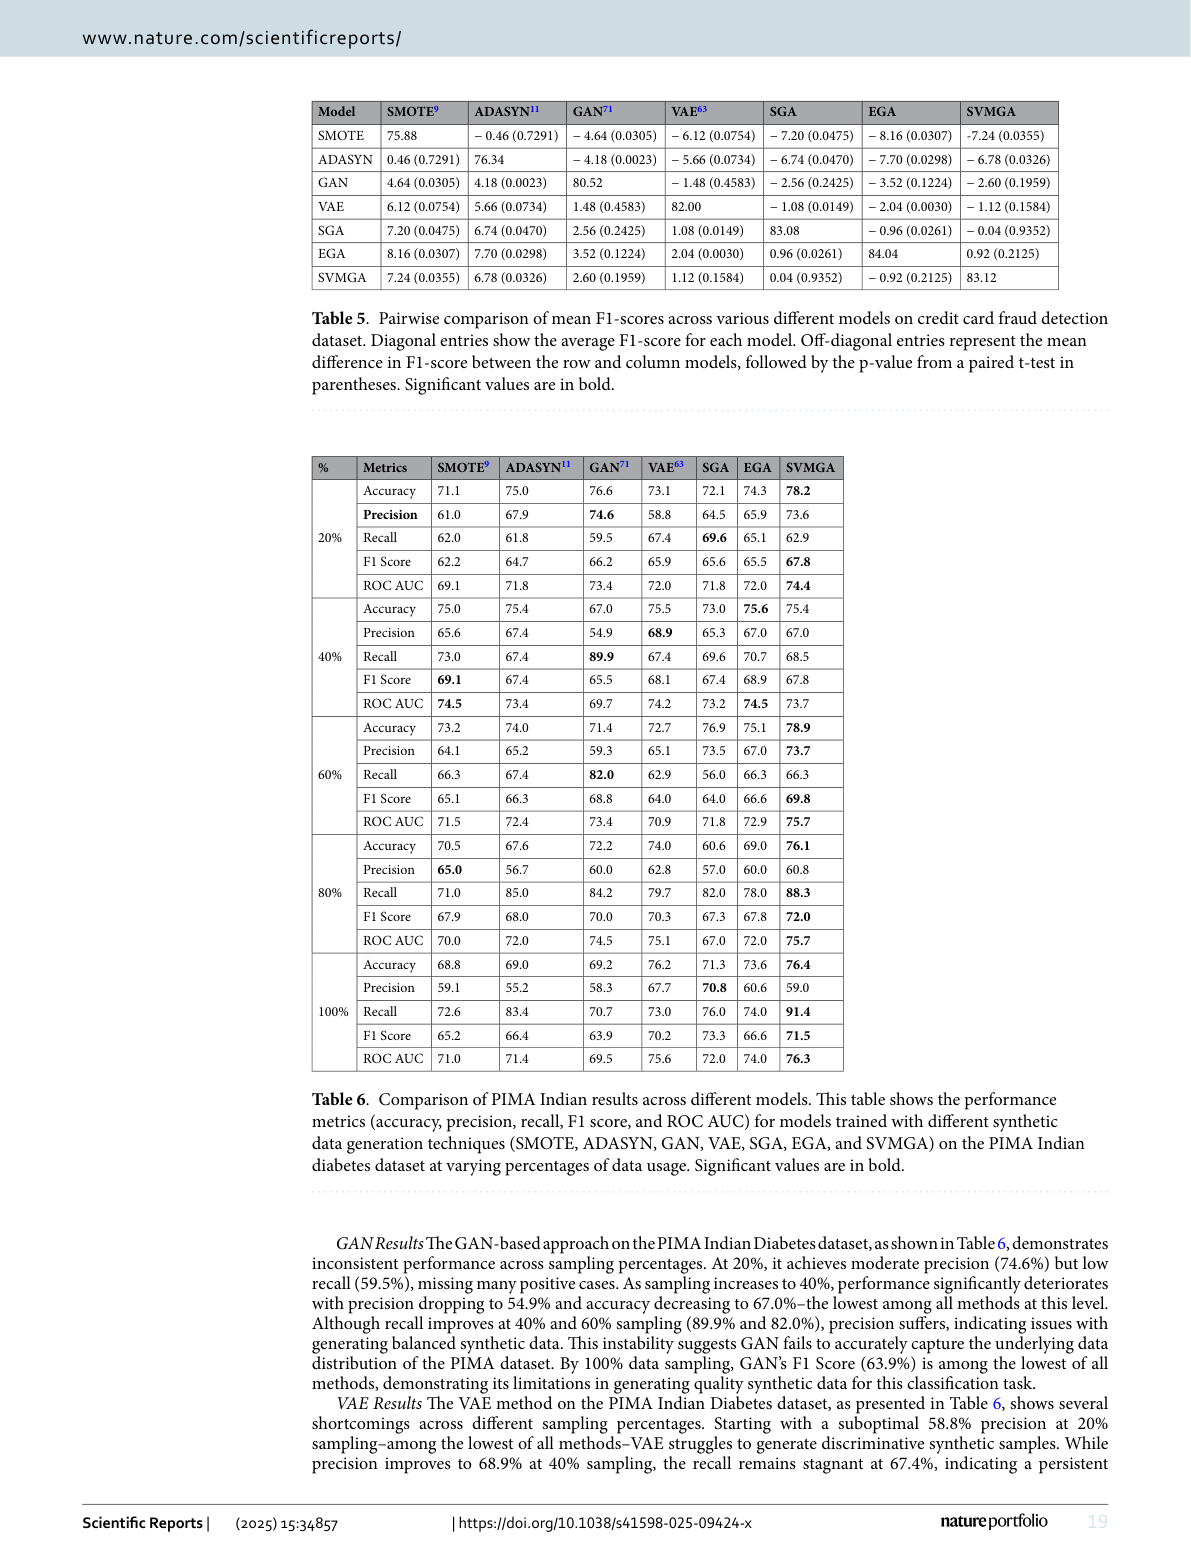 www.nature.com/scientificreports/
Model SMOTE9 ADASYN11 GAN71 VAE63 SGA EGA SVMGA
SMOTE 75.88 − 0.46 (0.7291) − 4.64 (0.0305) − 6.12 (0.0754) − 7.20 (0.0475) − 8.16 (0.0307) -7.24 (0.0355)
ADASYN 0.46 (0.7291) 76.34 − 4.18 (0.0023) − 5.66 (0.0734) − 6.74 (0.0470) − 7.70 (0.0298) − 6.78 (0.0326)
GAN 4.64 (0.0305) 4.18 (0.0023) 80.52 − 1.48 (0.4583) − 2.56 (0.2425) − 3.52 (0.1224) − 2.60 (0.1959)
VAE 6.12 (0.0754) 5.66 (0.0734) 1.48 (0.4583) 82.00 − 1.08 (0.0149) − 2.04 (0.0030) − 1.12 (0.1584)
SGA 7.20 (0.0475) 6.74 (0.0470) 2.56 (0.2425) 1.08 (0.0149) 83.08 − 0.96 (0.0261) − 0.04 (0.9352)
EGA 8.16 (0.0307) 7.70 (0.0298) 3.52 (0.1224) 2.04 (0.0030) 0.96 (0.0261) 84.04 0.92 (0.2125)
SVMGA 7.24 (0.0355) 6.78 (0.0326) 2.60 (0.1959) 1.12 (0.1584) 0.04 (0.9352) − 0.92 (0.2125) 83.12
Table 5. Pairwise comparison of mean F1-scores across various different models on credit card fraud detection
dataset. Diagonal entries show the average F1-score for each model. Off-diagonal entries represent the mean
difference in F1-score between the row and column models, followed by the p-value from a paired t-test in
parentheses. Significant values are in bold.
% Metrics SMOTE9 ADASYN11 GAN71 VAE63 SGA EGA SVMGA
Accuracy 71.1 75.0 76.6 73.1 72.1 74.3 78.2
Precision 61.0 67.9 74.6 58.8 64.5 65.9 73.6
20% Recall 62.0 61.8 59.5 67.4 69.6 65.1 62.9
F1 Score 62.2 64.7 66.2 65.9 65.6 65.5 67.8
ROC AUC 69.1 71.8 73.4 72.0 71.8 72.0 74.4
Accuracy 75.0 75.4 67.0 75.5 73.0 75.6 75.4
Precision 65.6 67.4 54.9 68.9 65.3 67.0 67.0
40% Recall 73.0 67.4 89.9 67.4 69.6 70.7 68.5
F1 Score 69.1 67.4 65.5 68.1 67.4 68.9 67.8
ROC AUC 74.5 73.4 69.7 74.2 73.2 74.5 73.7
Accuracy 73.2 74.0 71.4 72.7 76.9 75.1 78.9
Precision 64.1 65.2 59.3 65.1 73.5 67.0 73.7
60% Recall 66.3 67.4 82.0 62.9 56.0 66.3 66.3
F1 Score 65.1 66.3 68.8 64.0 64.0 66.6 69.8
ROC AUC 71.5 72.4 73.4 70.9 71.8 72.9 75.7
Accuracy 70.5 67.6 72.2 74.0 60.6 69.0 76.1
Precision 65.0 56.7 60.0 62.8 57.0 60.0 60.8
80% Recall 71.0 85.0 84.2 79.7 82.0 78.0 88.3
F1 Score 67.9 68.0 70.0 70.3 67.3 67.8 72.0
ROC AUC 70.0 72.0 74.5 75.1 67.0 72.0 75.7
Accuracy 68.8 69.0 69.2 76.2 71.3 73.6 76.4
Precision 59.1 55.2 58.3 67.7 70.8 60.6 59.0
100% Recall 72.6 83.4 70.7 73.0 76.0 74.0 91.4
F1 Score 65.2 66.4 63.9 70.2 73.3 66.6 71.5
ROC AUC 71.0 71.4 69.5 75.6 72.0 74.0 76.3
Table 6. Comparison of PIMA Indian results across different models. This table shows the performance
metrics (accuracy, precision, recall, F1 score, and ROC AUC) for models trained with different synthetic
data generation techniques (SMOTE, ADASYN, GAN, VAE, SGA, EGA, and SVMGA) on the PIMA Indian
diabetes dataset at varying percentages of data usage. Significant values are in bold.
GAN Results The GAN-based approach on the PIMA Indian Diabetes dataset, as shown in Table 6, demonstrates
inconsistent performance across sampling percentages. At 20%, it achieves moderate precision (74.6%) but low
recall (59.5%), missing many positive cases. As sampling increases to 40%, performance significantly deteriorates
with precision dropping to 54.9% and accuracy decreasing to 67.0%–the lowest among all methods at this level.
Although recall improves at 40% and 60% sampling (89.9% and 82.0%), precision suffers, indicating issues with
generating balanced synthetic data. This instability suggests GAN fails to accurately capture the underlying data
distribution of the PIMA dataset. By 100% data sampling, GAN's F1 Score (63.9%) is among the lowest of all
methods, demonstrating its limitations in generating quality synthetic data for this classification task.
VAE Results The VAE method on the PIMA Indian Diabetes dataset, as presented in Table 6, shows several
shortcomings across different sampling percentages. Starting with a suboptimal 58.8% precision at 20%
sampling–among the lowest of all methods–VAE struggles to generate discriminative synthetic samples. While
precision improves to 68.9% at 40% sampling, the recall remains stagnant at 67.4%, indicating a persistent
Scientific Reports | (2025) 15:34857 | https://doi.org/10.1038/s41598-025-09424-x natureportfolio 19